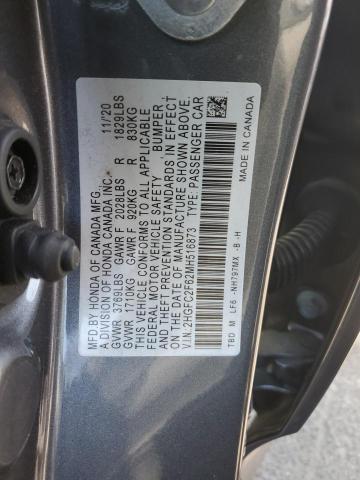 MFD.BY HONDA OF CANADA MFG., 11/20
A DIVISION OF HONDA CANADA INC.
GVWR 3769LBS GAWR F 2028LBS R 1829LBS
GVWR 1710KG GAWR F 920KG R 830KG
THIS VEHICLE CONFORMS TO ALL APPLICABLE
FEDERAL MOTOR VEHICLE SAFETY, BUMPER,
AND THEFT PREVENTION STANDARDS IN EFFECT
ON THE DATE OF MANUFACTURE SHOWN ABOVE.
V.I.N:2HGFC2F62MH516873 TYPE:PASSENGER CAR
TBD M LF6 -NH797MX -B -H
MADE IN CANADA